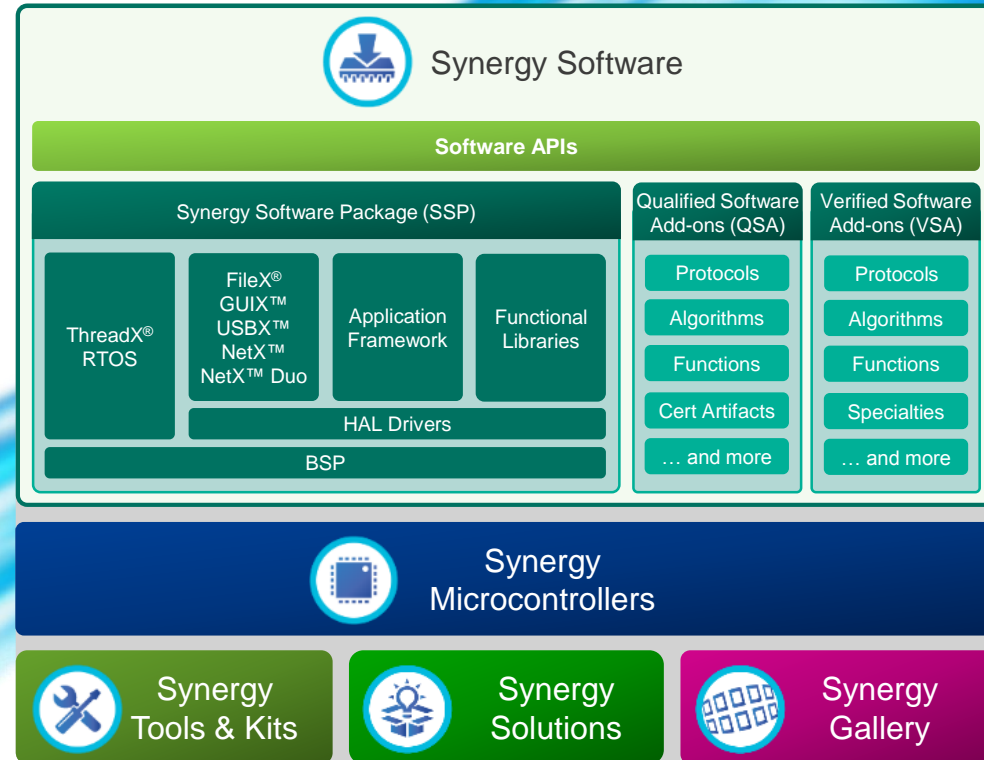 Synergy Software
Software APIs
Synergy Software Package (SSP)
ThreadX®
RTOS
FileX®
GUIX™
USBX™
NetX™
NetX™ Duo
Application
Framework
Functional
Libraries
HAL Drivers
BSP
Qualified Software
Add-ons (QSA)
Protocols
Algorithms
Functions
Cert Artifacts
… and more
Verified Software
Add-ons (VSA)
Protocols
Algorithms
Functions
Specialties
… and more
Synergy
Microcontrollers
Synergy
Tools & Kits
Synergy
Solutions
Synergy
Gallery